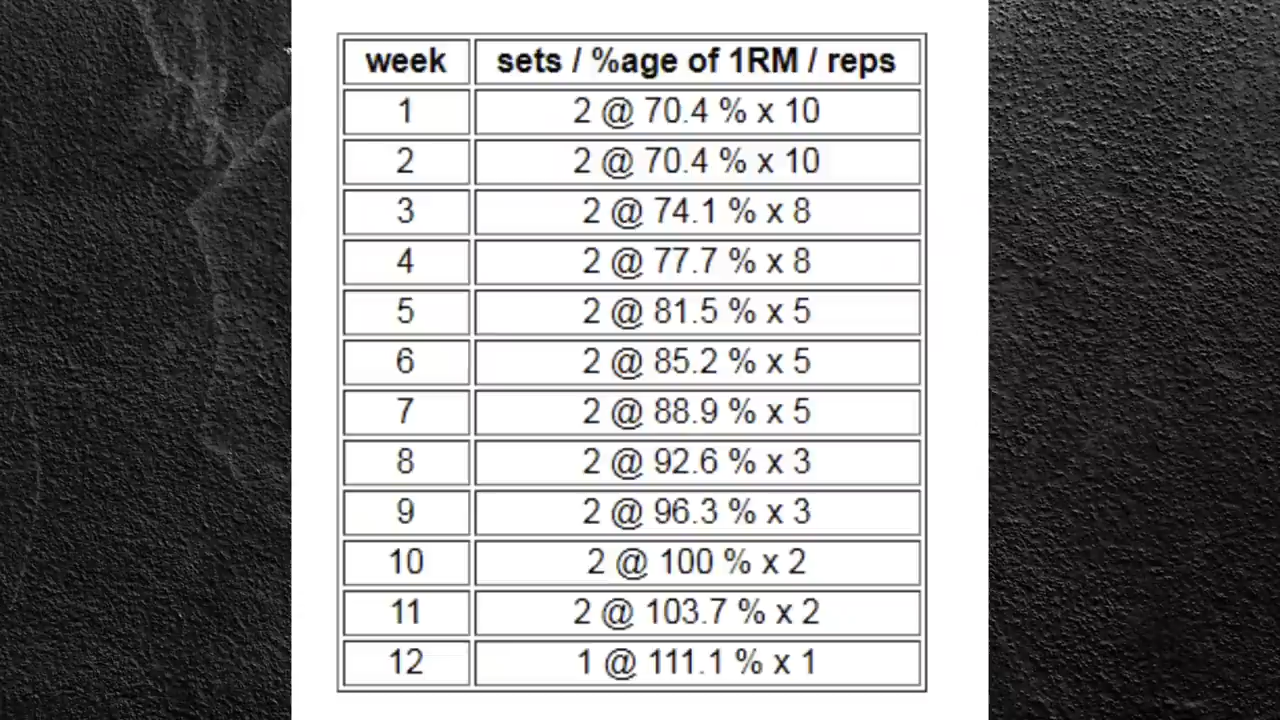 week sets / %age of 1RM / reps
1 2 @ 70.4 % x 10
2 2 @ 70.4 % x 10
3 2 @ 74.1 % x 8
4 2 @ 77.7 % x 8
5 2 @ 81.5 % x 5
6 2 @ 85.2 % x 5
7 2 @ 88.9 % x 5
8 2 @ 92.6 % x 3
9 2 @ 96.3 % x 3
10 2 @ 100 % x 2
11 2 @ 103.7 % x 2
12 1 @ 111.1 % x 1